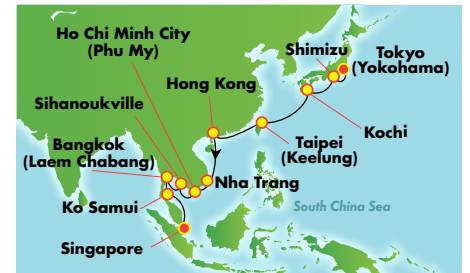 Ho Chi Minh City
(Phu My)
Shimizu
Tokyo
(Yokohama)
Hong Kong
Sihanoukville
Bangkok
(Laem Chabang)
Taipei
(Keelung)
Kochi
Nha Trang
Ko Samui
South China Sea
Singapore